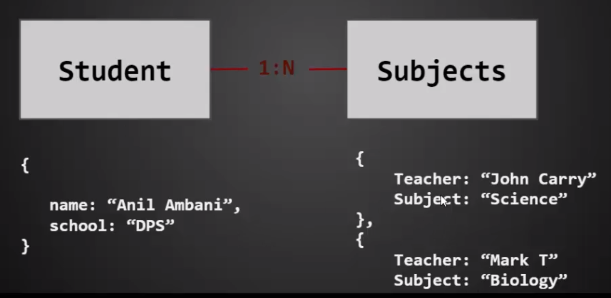 Student
1:N
Subjects
{
name: “Anil Ambani”,
school: “DPS”
}
{
Teacher: “John Carry”
Subject: “Science”
},
{
Teacher: “Mark T”
Subject: “Biology”